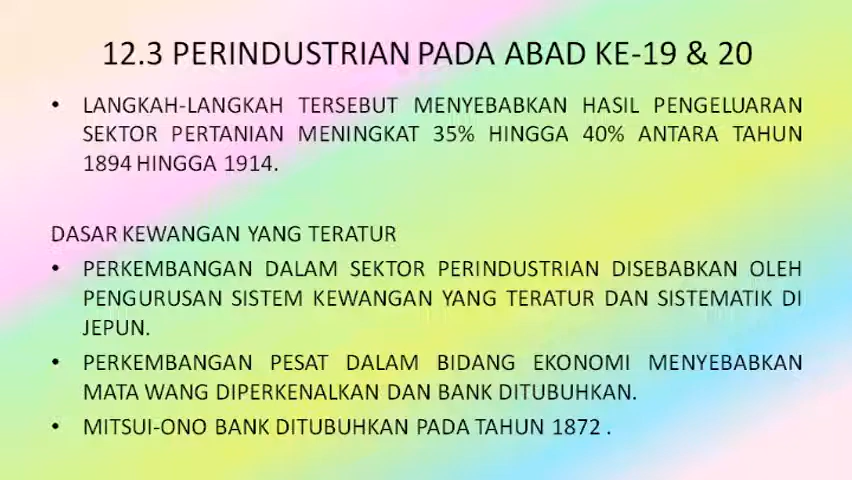 12.3 PERINDUSTRIAN PADA ABAD KE-19 & 20
• LANGKAH-LANGKAH TERSEBUT MENYEBABKAN HASIL PENGELUARAN
SEKTOR PERTANIAN MENINGKAT 35% HINGGA 40% ANTARA TAHUN
1894 HINGGA 1914.
DASAR KEWANGAN YANG TERATUR
• PERKEMBANGAN DALAM SEKTOR PERINDUSTRIAN DISEBABKAN OLEH
PENGURUSAN SISTEM KEWANGAN YANG TERATUR DAN SISTEMATIK DI
JEPUN.
• PERKEMBANGAN PESAT DALAM BIDANG EKONOMI MENYEBABKAN
MATA WANG DIPERKENALKAN DAN BANK DITUBUHKAN.
• MITSUI-ONO BANK DITUBUHKAN PADA TAHUN 1872 .